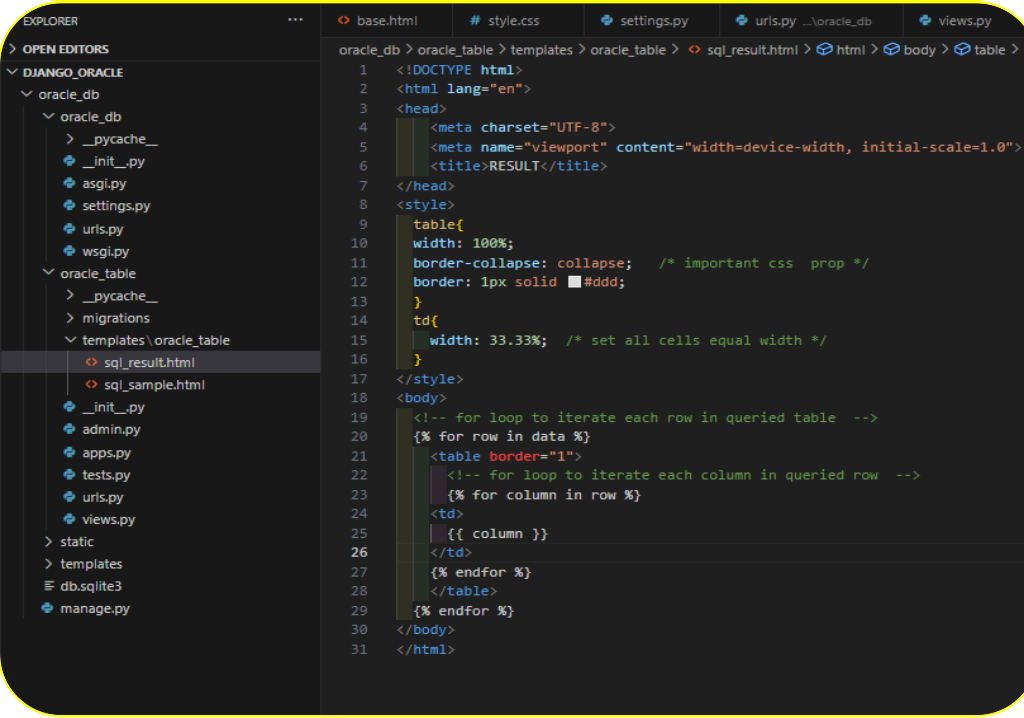 EXPLORER ...
OPEN EDITORS
DJANGO_ORACLE
oracle_db
oracle_db
__pycache__
__init__.py
asgi.py
settings.py
urls.py
wsgi.py
oracle_table
__pycache__
migrations
templates\oracle_table
sql_result.html
sql_sample.html
__init__.py
admin.py
apps.py
tests.py
urls.py
views.py
static
templates
db.sqlite3
manage.py
<> base.html # style.css settings.py urls.py ...\oracle_db views.py
oracle_db > oracle_table > templates > oracle_table > <> sql_result.html > html > body > table >
1 <!DOCTYPE html>
2 <html lang="en">
3 <head>
4 <meta charset="UTF-8">
5 <meta name="viewport" content="width=device-width, initial-scale=1.0">
6 <title>RESULT</title>
7 </head>
8 <style>
9 table{
10 width: 100%;
11 border-collapse: collapse; /* important css prop */
12 border: 1px solid #ddd;
13 }
14 td{
15 width: 33.33%; /* set all cells equal width */
16 }
17 </style>
18 <body>
19 <!-- for loop to iterate each row in queried table -->
20 {% for row in data %}
21 <table border="1">
22 <!-- for loop to iterate each column in queried row -->
23 {% for column in row %}
24 <td>
25 {{ column }}
26 </td>
27 {% endfor %}
28 </table>
29 {% endfor %}
30 </body>
31 </html>